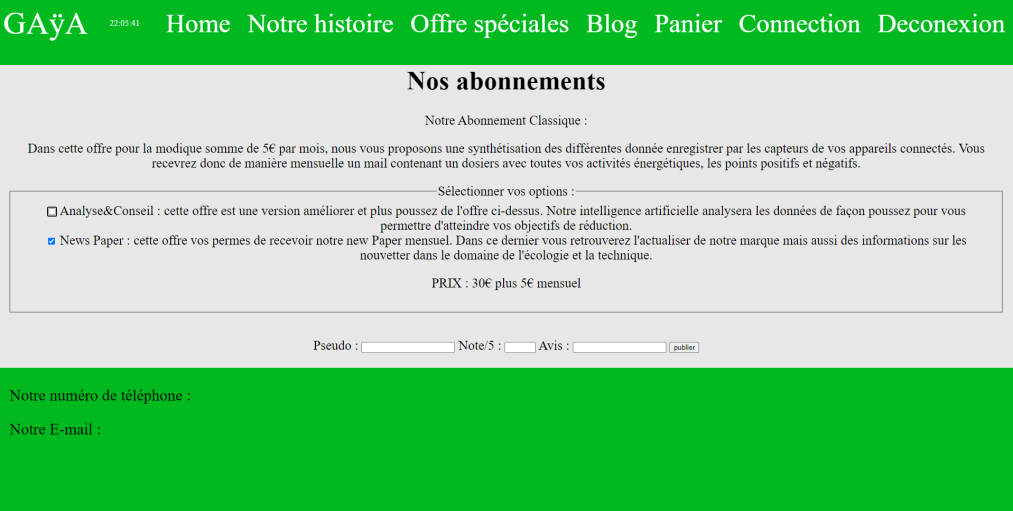 GAÿA 22:05:41 Home Notre histoire Offre spéciales Blog Panier Connection Deconexion
Nos abonnements
Notre Abonnement Classique :
Dans cette offre pour la modique somme de 5€ par mois, nous vous proposons une synthétisation des différentes donnée enregistrer par les capteurs de vos appareils connectés. Vous
recevrez donc de manière mensuelle un mail contenant un dosiers avec toutes vos activités énergétiques, les points positifs et négatifs.
Sélectionner vos options :
Analyse&Conseil : cette offre est une version améliorer et plus poussez de l'offre ci-dessus. Notre intelligence artificielle analysera les données de façon poussez pour vous
permettre d'atteindre vos objectifs de réduction.
News Paper : cette offre vos permes de recevoir notre new Paper mensuel. Dans ce dernier vous retrouverez l'actualiser de notre marque mais aussi des informations sur les
nouvetter dans le domaine de l'écologie et la technique.
PRIX : 30€ plus 5€ mensuel
Pseudo : Note/5 : Avis : publier
Notre numéro de téléphone :
Notre E-mail :